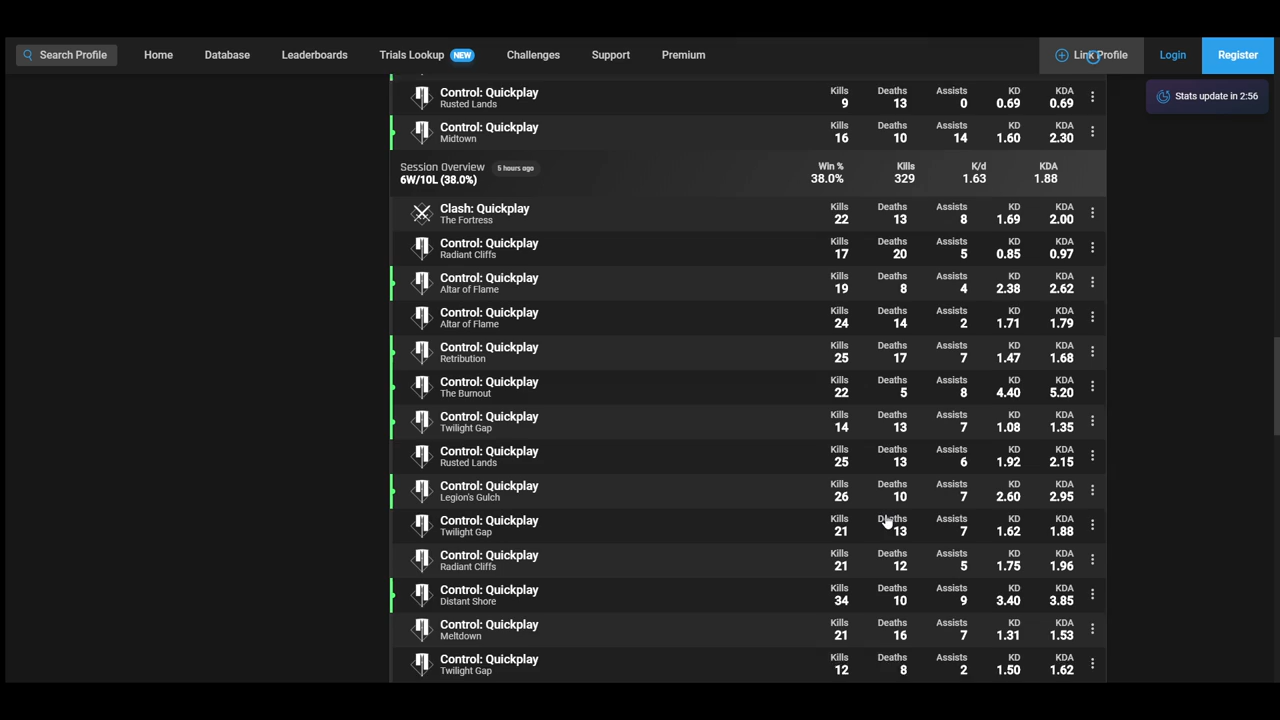 Search Profile Home Database Leaderboards Trials Lookup NEW Challenges Support Premium Link Profile Login Register
Stats update in 2:56
Control: Quickplay Kills Deaths Assists KD KDA
Rusted Lands 9 13 0 0.69 0.69
Control: Quickplay Kills Deaths Assists KD KDA
Midtown 16 10 14 1.60 2.30
Session Overview 5 hours ago Win % Kills K/d KDA
6W/10L (38.0%) 38.0% 329 1.63 1.88
Clash: Quickplay Kills Deaths Assists KD KDA
The Fortress 22 13 8 1.69 2.00
Control: Quickplay Kills Deaths Assists KD KDA
Radiant Cliffs 17 20 5 0.85 0.97
Control: Quickplay Kills Deaths Assists KD KDA
Altar of Flame 19 8 4 2.38 2.62
Control: Quickplay Kills Deaths Assists KD KDA
Altar of Flame 24 14 2 1.71 1.79
Control: Quickplay Kills Deaths Assists KD KDA
Retribution 25 17 7 1.47 1.68
Control: Quickplay Kills Deaths Assists KD KDA
The Burnout 22 5 8 4.40 5.20
Control: Quickplay Kills Deaths Assists KD KDA
Twilight Gap 14 13 7 1.08 1.35
Control: Quickplay Kills Deaths Assists KD KDA
Rusted Lands 25 13 6 1.92 2.15
Control: Quickplay Kills Deaths Assists KD KDA
Legion's Gulch 26 10 7 2.60 2.95
Control: Quickplay Kills Deaths Assists KD KDA
Twilight Gap 21 13 7 1.62 1.88
Control: Quickplay Kills Deaths Assists KD KDA
Radiant Cliffs 21 12 5 1.75 1.96
Control: Quickplay Kills Deaths Assists KD KDA
Distant Shore 34 10 9 3.40 3.85
Control: Quickplay Kills Deaths Assists KD KDA
Meltdown 21 16 7 1.31 1.53
Control: Quickplay Kills Deaths Assists KD KDA
Twilight Gap 12 8 2 1.50 1.62